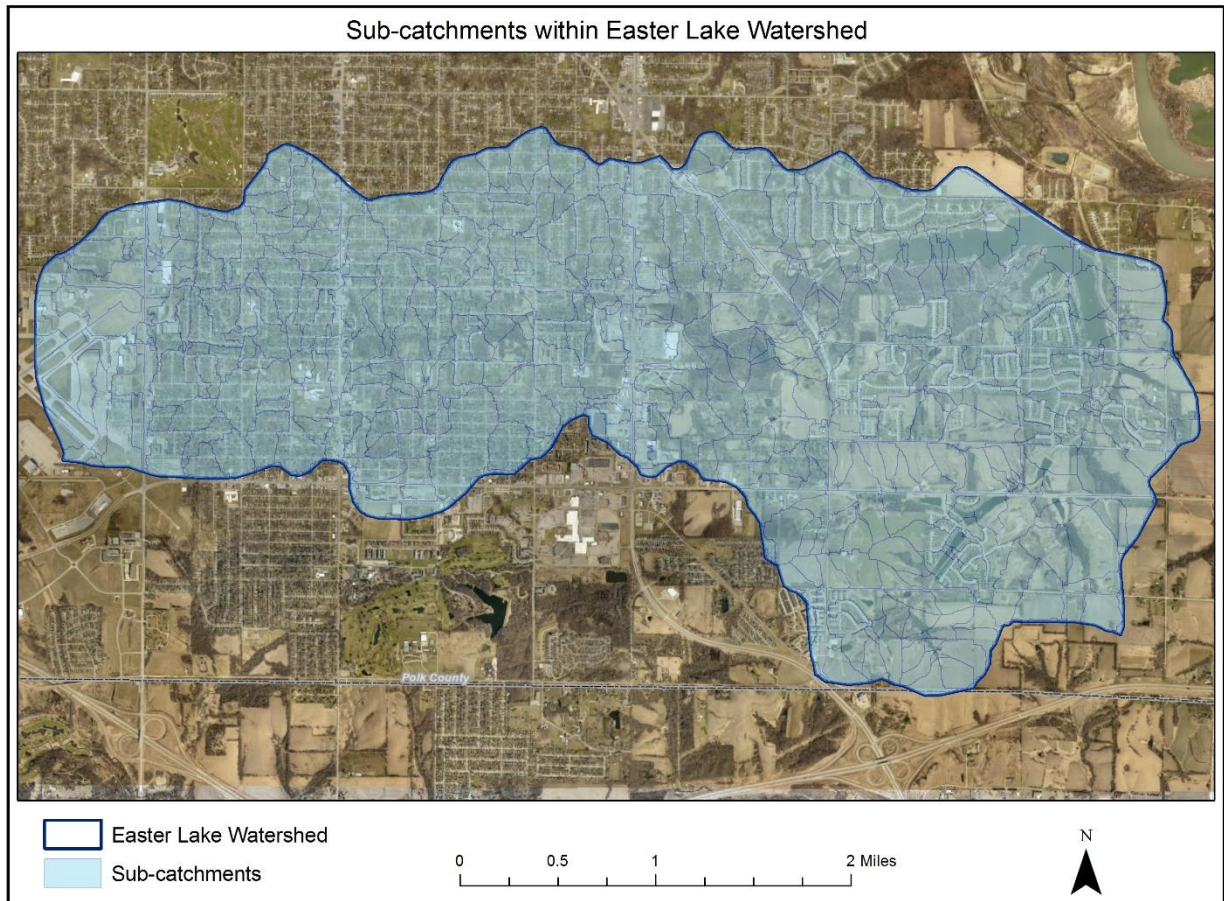 Sub-catchments within Easter Lake Watershed
Polk County
Easter Lake Watershed
Sub-catchments
0 0.5 1 2 Miles
N